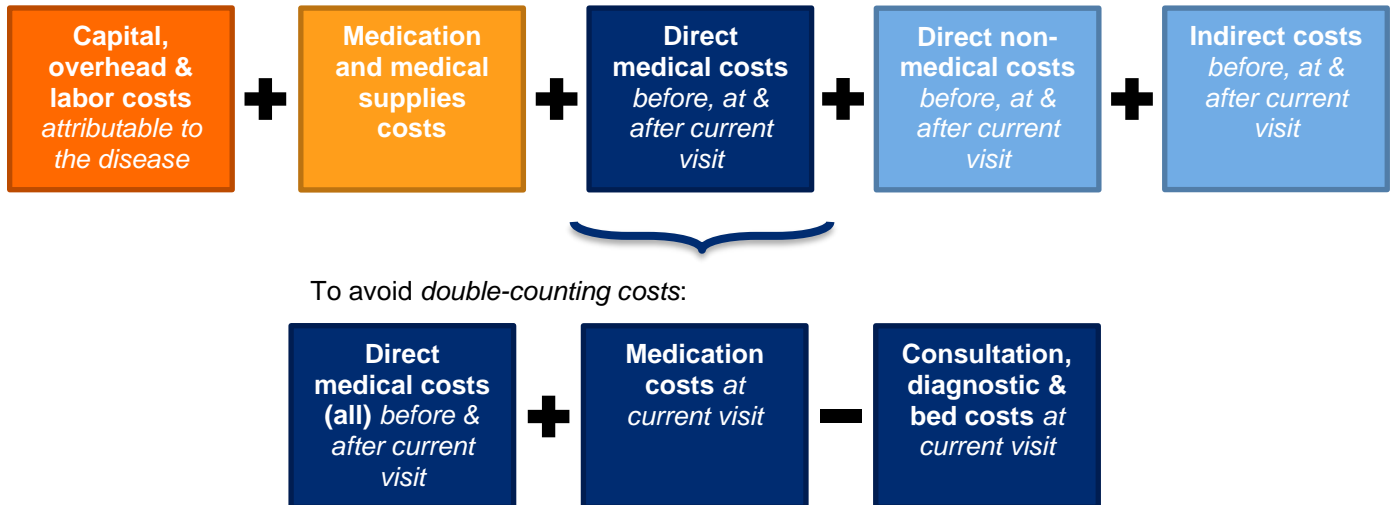 Capital,
overhead &
labor costs
attributable to
the disease
+
Medication
and medical
supplies
costs
+
Direct
medical costs
before, at &
after current
visit
+
Direct non-
medical costs
before, at &
after current
visit
+
Indirect costs
before, at &
after current
visit
To avoid double-counting costs:
Direct
medical costs
(all) before &
after current
visit
+
Medication
costs at
current visit
−
Consultation,
diagnostic &
bed costs at
current visit